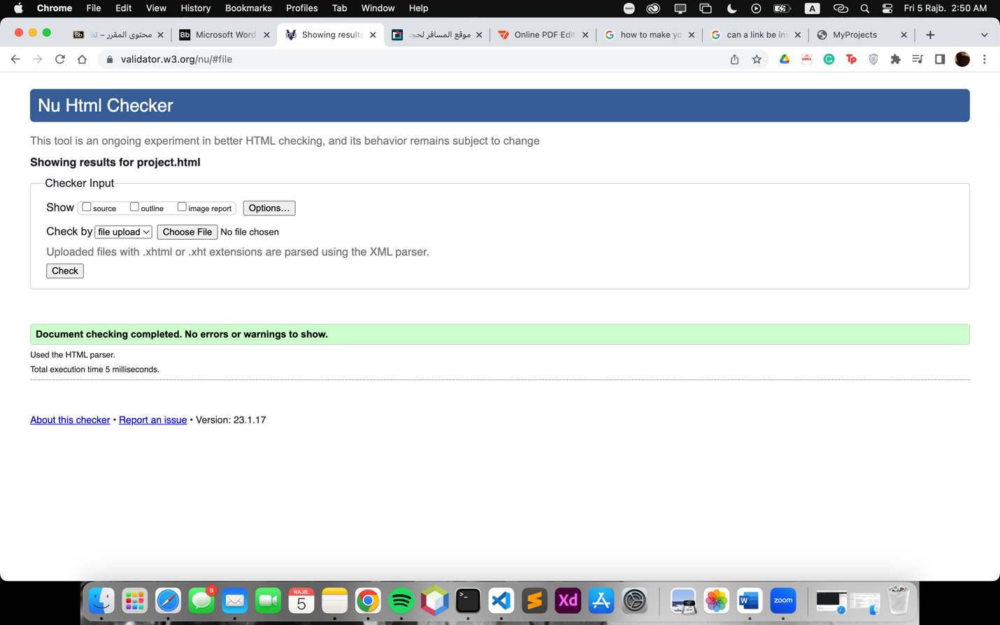 Chrome File Edit View History Bookmarks Profiles Tab Window Help zoom A Fri 5 Rajb. 2:50 AM
Bb محتوى المقرر – تد Bb Microsoft Word Showing results موقع المسافر لحجز Online PDF Edit G how to make yo G can a link be ins MyProjects
validator.w3.org/nu/#file Tp
Nu Html Checker
This tool is an ongoing experiment in better HTML checking, and its behavior remains subject to change
Showing results for project.html
Checker Input
Show source outline image report Options...
Check by file upload Choose File No file chosen
Uploaded files with .xhtml or .xht extensions are parsed using the XML parser.
Check
Document checking completed. No errors or warnings to show.
Used the HTML parser.
Total execution time 5 milliseconds.
About this checker • Report an issue • Version: 23.1.17
9
RAJB.
5
>_
Xd
W
zoom